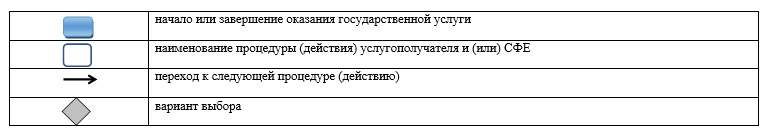 начало или завершение оказания государственной услуги
наименование процедуры (действия) услугополучателя и (или) СФЕ
переход к следующей процедуре (действию)
вариант выбора